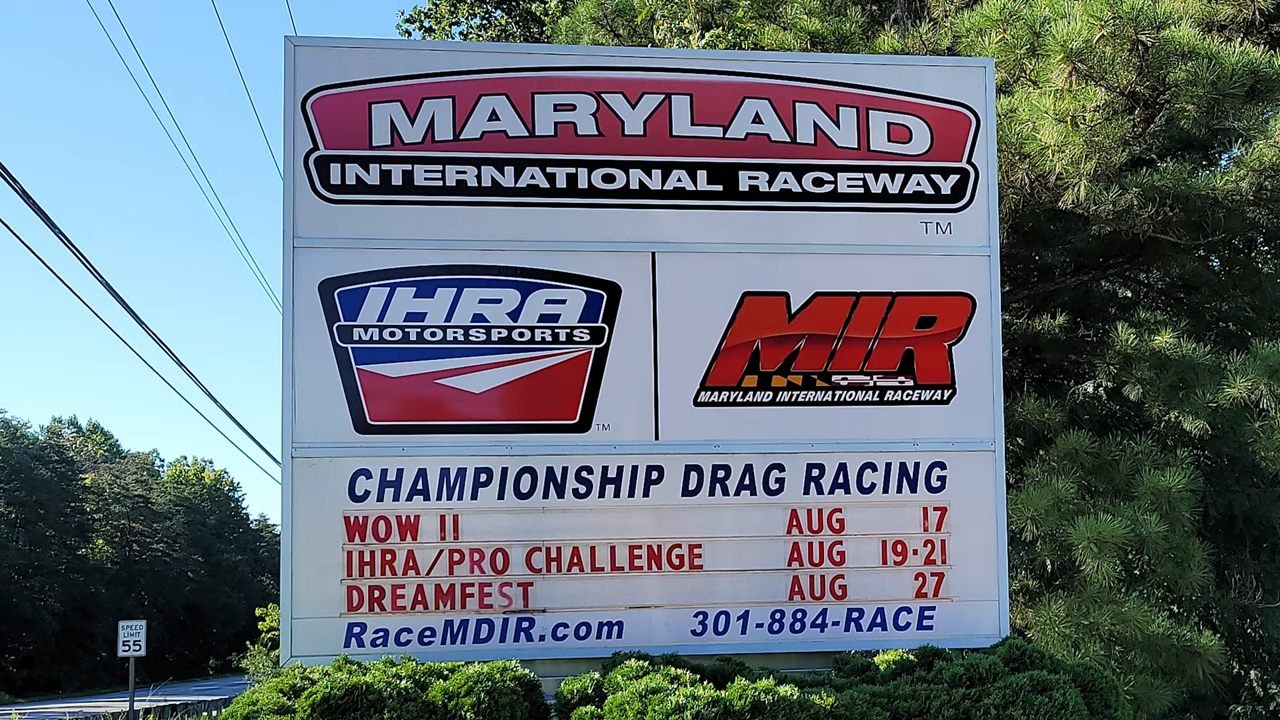 MARYLAND
INTERNATIONAL RACEWAY
TM
IHRA
MOTORSPORTS
TM
MIR
MARYLAND INTERNATIONAL RACEWAY
CHAMPIONSHIP DRAG RACING
WOW II AUG 17
IHRA/PRO CHALLENGE AUG 19-21
DREAMFEST AUG 27
RaceMDIR.com 301-884-RACE
SPEED
LIMIT
55